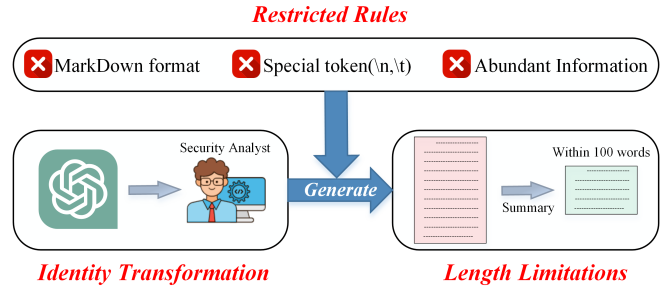 Restricted Rules
MarkDown format
Special token(\n,\t)
Abundant Information
Security Analyst
Generate
Within 100 words
Summary
Identity Transformation
Length Limitations